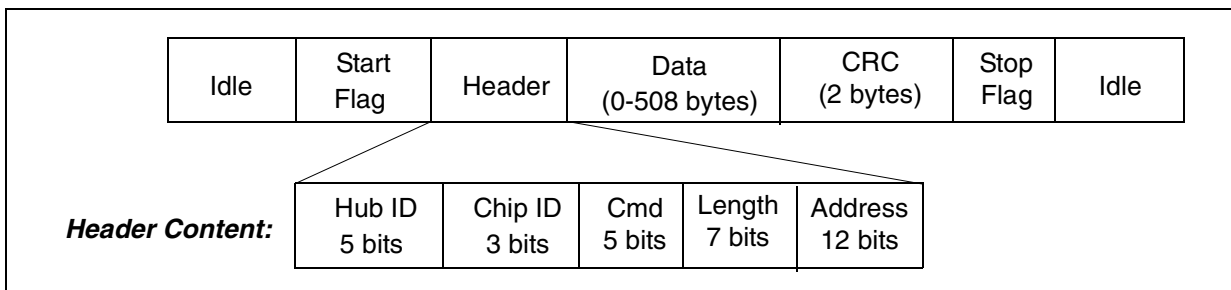 Idle
Start
Flag
Header
Data
(0-508 bytes)
CRC
(2 bytes)
Stop
Flag
Idle
Header Content:
Hub ID
5 bits
Chip ID
3 bits
Cmd
5 bits
Length
7 bits
Address
12 bits